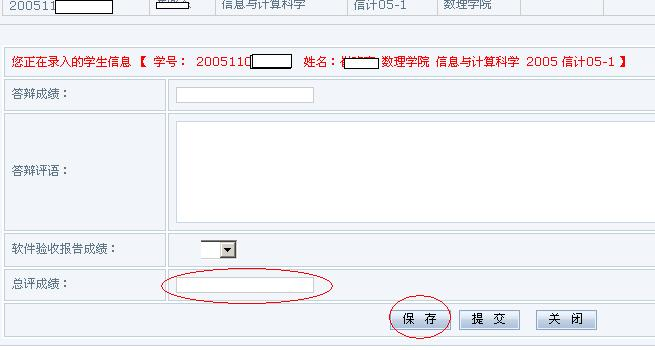 200511 信息与计算科学 信计05-1 数理学院
您正在录入的学生信息【 学号： 2005110 姓名： 数理学院 信息与计算科学 2005 信计05-1 】
答辩成绩：
答辩评语：
软件验收报告成绩：
总评成绩：
保 存 提 交 关 闭